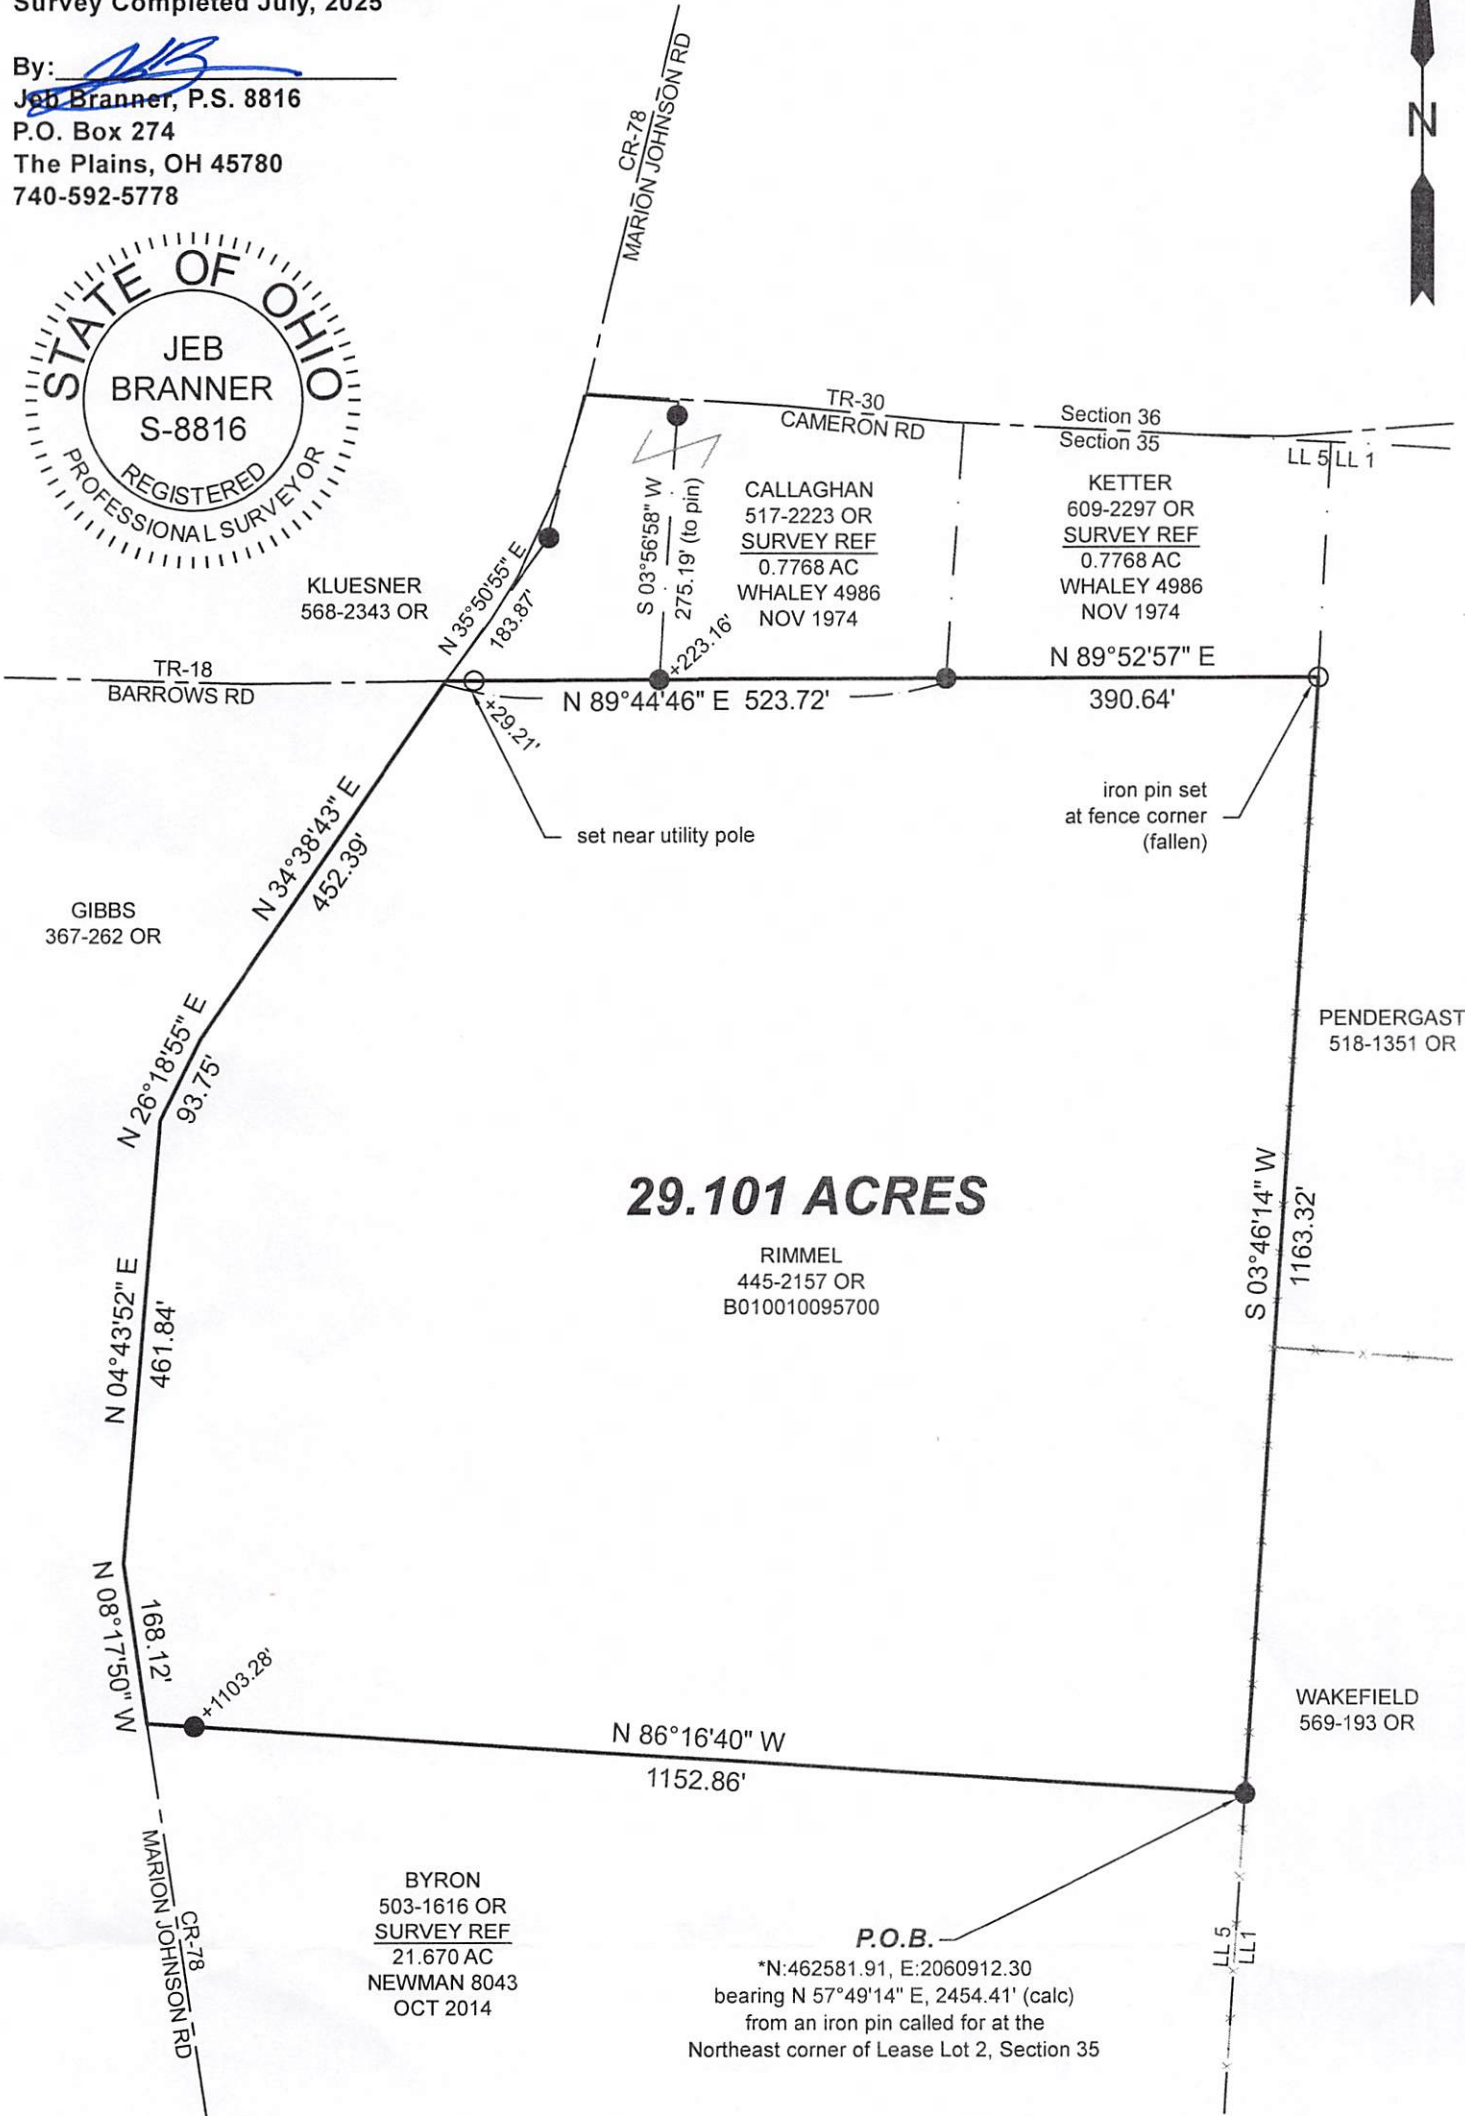 Survey Completed July, 2025
By:
Jeb Branner, P.S. 8816
P.O. Box 274
The Plains, OH 45780
740-592-5778
STATE OF OHIO
JEB
BRANNER
S-8816
REGISTERED
PROFESSIONAL SURVEYOR
N
CR-78
MARION JOHNSON RD
TR-30
CAMERON RD
Section 36
Section 35
LL 5
LL 1
KLUESNER
568-2343 OR
N 35°50'55" E
183.87'
S 03°56'58" W
275.19' (to pin)
CALLAGHAN
517-2223 OR
SURVEY REF
0.7768 AC
WHALEY 4986
NOV 1974
KETTER
609-2297 OR
SURVEY REF
0.7768 AC
WHALEY 4986
NOV 1974
TR-18
BARROWS RD
+29.21'
+223.16'
N 89°44'46" E 523.72'
N 89°52'57" E
390.64'
set near utility pole
iron pin set
at fence corner
(fallen)
N 34°38'43" E
452.39'
GIBBS
367-262 OR
N 26°18'55" E
93.75'
PENDERGAST
518-1351 OR
29.101 ACRES
RIMMEL
445-2157 OR
B010010095700
S 03°46'14" W
1163.32'
N 04°43'52" E
461.84'
N 08°17'50" W
168.12'
+1103.28'
N 86°16'40" W
1152.86'
WAKEFIELD
569-193 OR
CR-78
MARION JOHNSON RD
BYRON
503-1616 OR
SURVEY REF
21.670 AC
NEWMAN 8043
OCT 2014
P.O.B.
*N:462581.91, E:2060912.30
bearing N 57°49'14" E, 2454.41' (calc)
from an iron pin called for at the
Northeast corner of Lease Lot 2, Section 35
LL 5
LL1